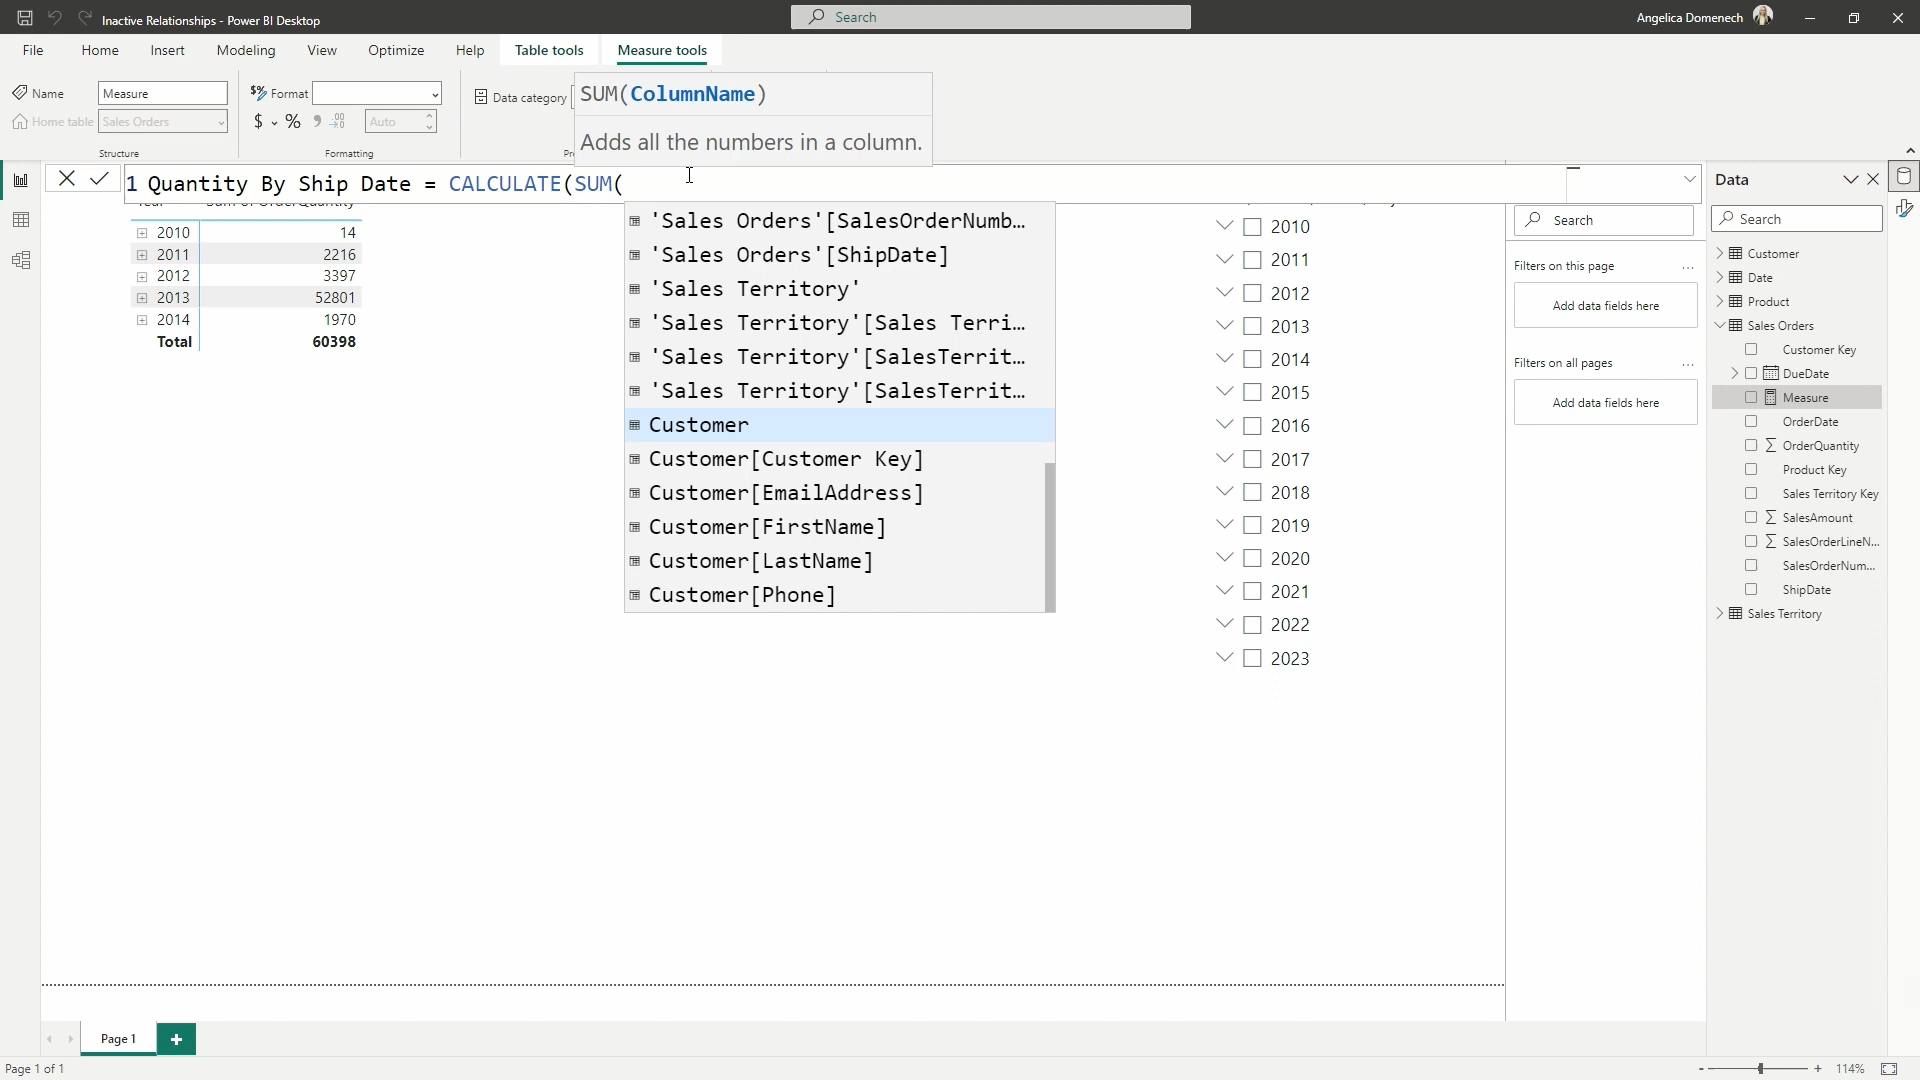 Inactive Relationships - Power BI Desktop
Search
Angelica Domenech
File
Home
Insert
Modeling
View
Optimize
Help
Table tools
Measure tools
Name
Measure
Home table
Sales Orders
Structure
Format
$
%
Auto
Formatting
Data category
SUM(ColumnName)
Adds all the numbers in a column.
1 Quantity By Ship Date = CALCULATE(SUM(
2010 14
2011 2216
2012 3397
2013 52801
2014 1970
Total 60398
'Sales Orders'[SalesOrderNumb…
'Sales Orders'[ShipDate]
'Sales Territory'
'Sales Territory'[Sales Terri…
'Sales Territory'[SalesTerrit…
'Sales Territory'[SalesTerrit…
Customer
Customer[Customer Key]
Customer[EmailAddress]
Customer[FirstName]
Customer[LastName]
Customer[Phone]
2010
2011
2012
2013
2014
2015
2016
2017
2018
2019
2020
2021
2022
2023
Search
Filters on this page
...
Add data fields here
Filters on all pages
...
Add data fields here
Data
Search
Customer
Date
Product
Sales Orders
Customer Key
DueDate
Measure
OrderDate
OrderQuantity
Product Key
Sales Territory Key
SalesAmount
SalesOrderLineN...
SalesOrderNum...
ShipDate
Sales Territory
Page 1
Page 1 of 1
- + 114%